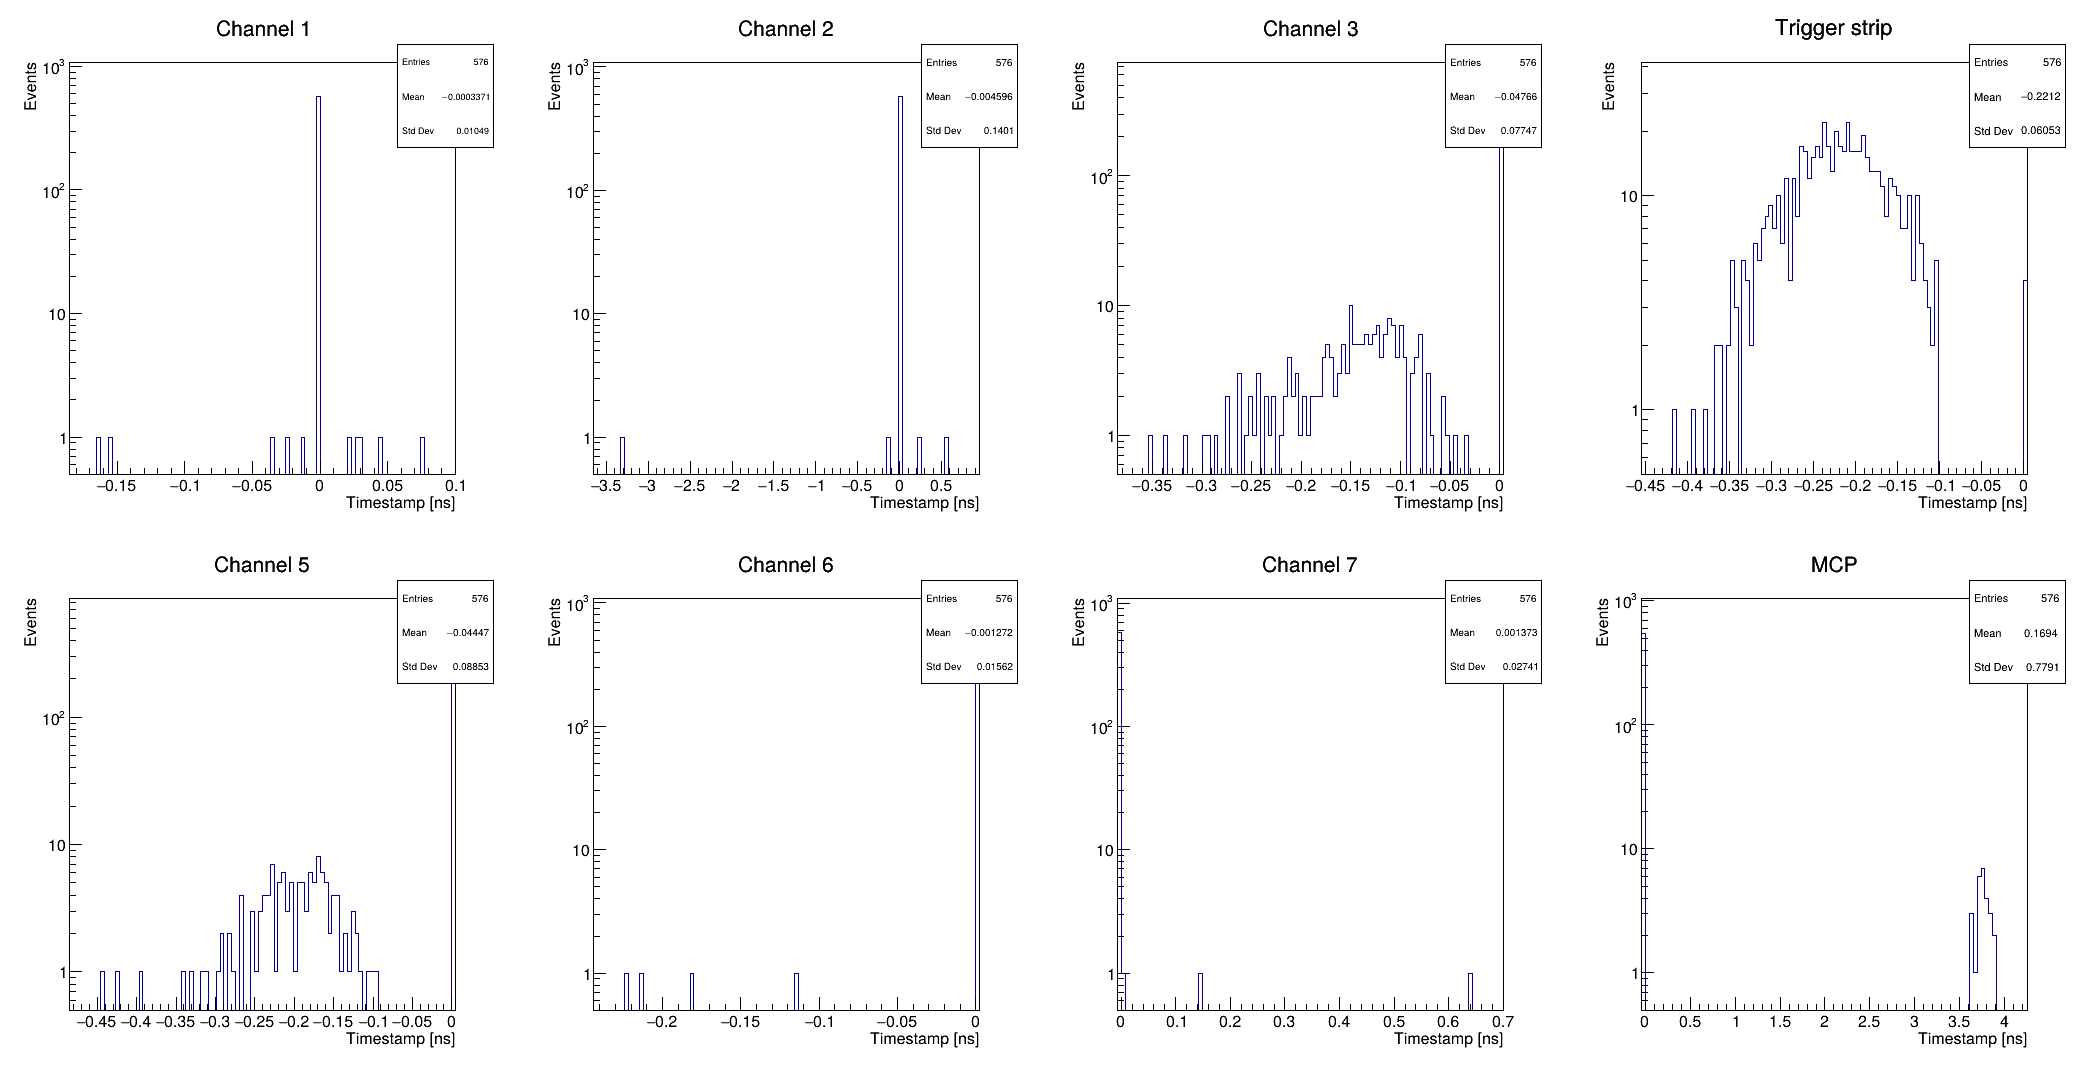 Channel 1
Events
Entries 576
Mean −0.0003371
Std Dev 0.01049
10³
10²
10
1
−0.15 −0.1 −0.05 0 0.05 0.1
Timestamp [ns]
Channel 2
Events
Entries 576
Mean −0.004596
Std Dev 0.1401
10³
10²
10
1
−3.5 −3 −2.5 −2 −1.5 −1 −0.5 0 0.5
Timestamp [ns]
Channel 3
Events
Entries 576
Mean −0.04766
Std Dev 0.07747
10²
10
1
−0.35 −0.3 −0.25 −0.2 −0.15 −0.1 −0.05 0
Timestamp [ns]
Trigger strip
Events
Entries 576
Mean −0.2212
Std Dev 0.06053
10
1
−0.45 −0.4 −0.35 −0.3 −0.25 −0.2 −0.15 −0.1 −0.05 0
Timestamp [ns]
Channel 5
Events
Entries 576
Mean −0.04447
Std Dev 0.08853
10²
10
1
−0.45 −0.4 −0.35 −0.3 −0.25 −0.2 −0.15 −0.1 −0.05 0
Timestamp [ns]
Channel 6
Events
Entries 576
Mean −0.001272
Std Dev 0.01562
10³
10²
10
1
−0.2 −0.15 −0.1 −0.05 0
Timestamp [ns]
Channel 7
Events
Entries 576
Mean 0.001373
Std Dev 0.02741
10³
10²
10
1
0 0.1 0.2 0.3 0.4 0.5 0.6 0.7
Timestamp [ns]
MCP
Events
Entries 576
Mean 0.1694
Std Dev 0.7791
10³
10²
10
1
0 0.5 1 1.5 2 2.5 3 3.5 4
Timestamp [ns]